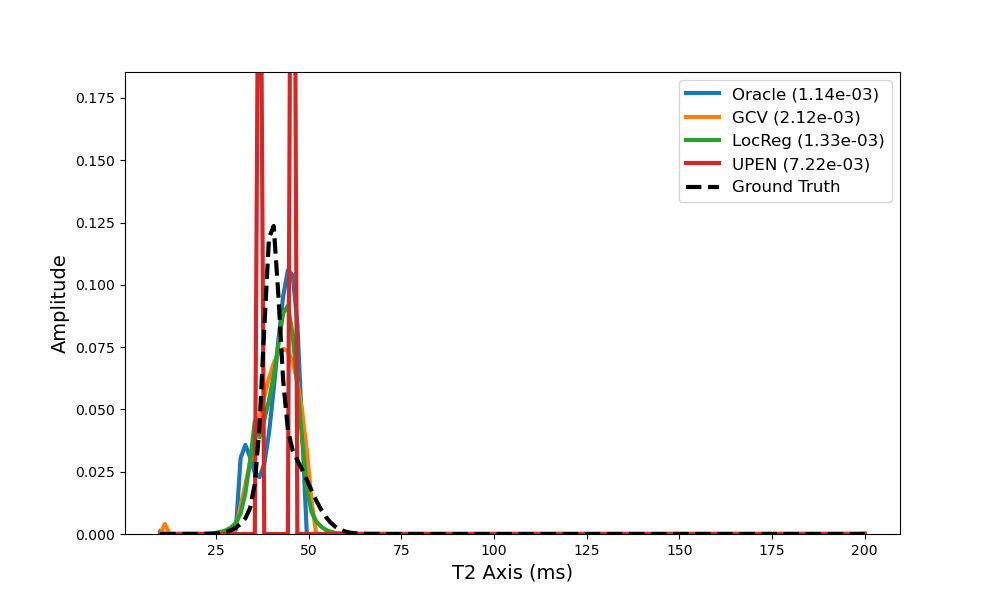 Oracle (1.14e-03)
GCV (2.12e-03)
LocReg (1.33e-03)
UPEN (7.22e-03)
Ground Truth
Amplitude
0.175
0.150
0.125
0.100
0.075
0.050
0.025
0.000
25 50 75 100 125 150 175 200
T2 Axis (ms)